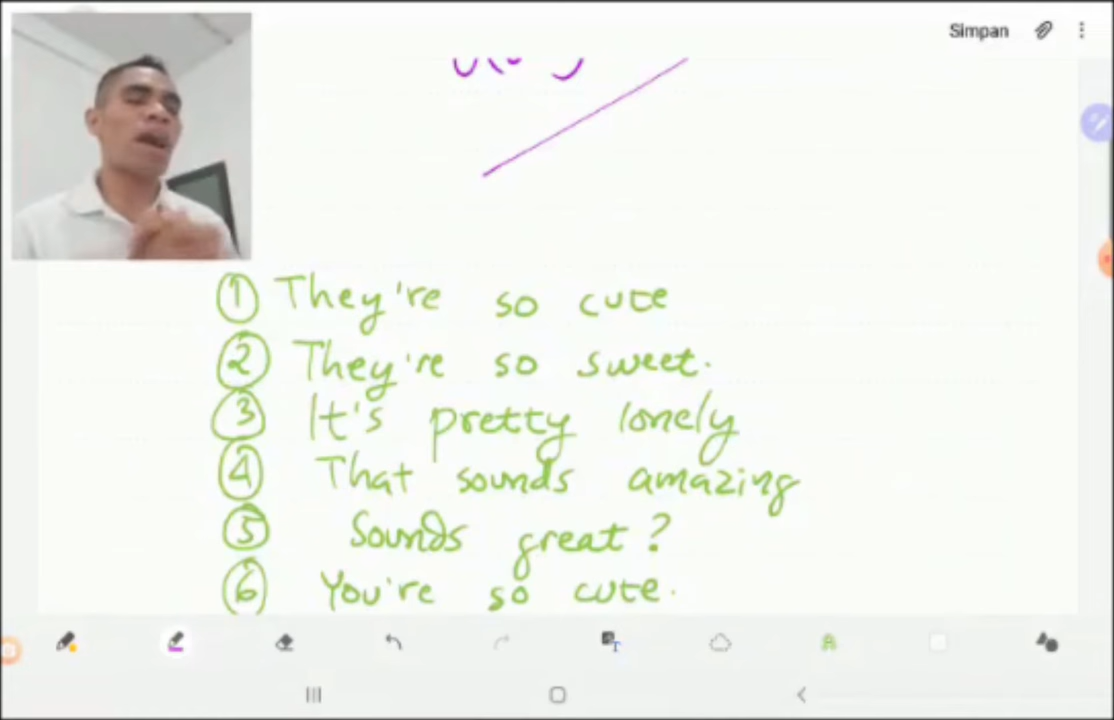 Simpan
① They're so cute
② They're so sweet.
③ It's pretty lonely
④ That sounds amazing
⑤ Sounds great?
⑥ You're so cute.